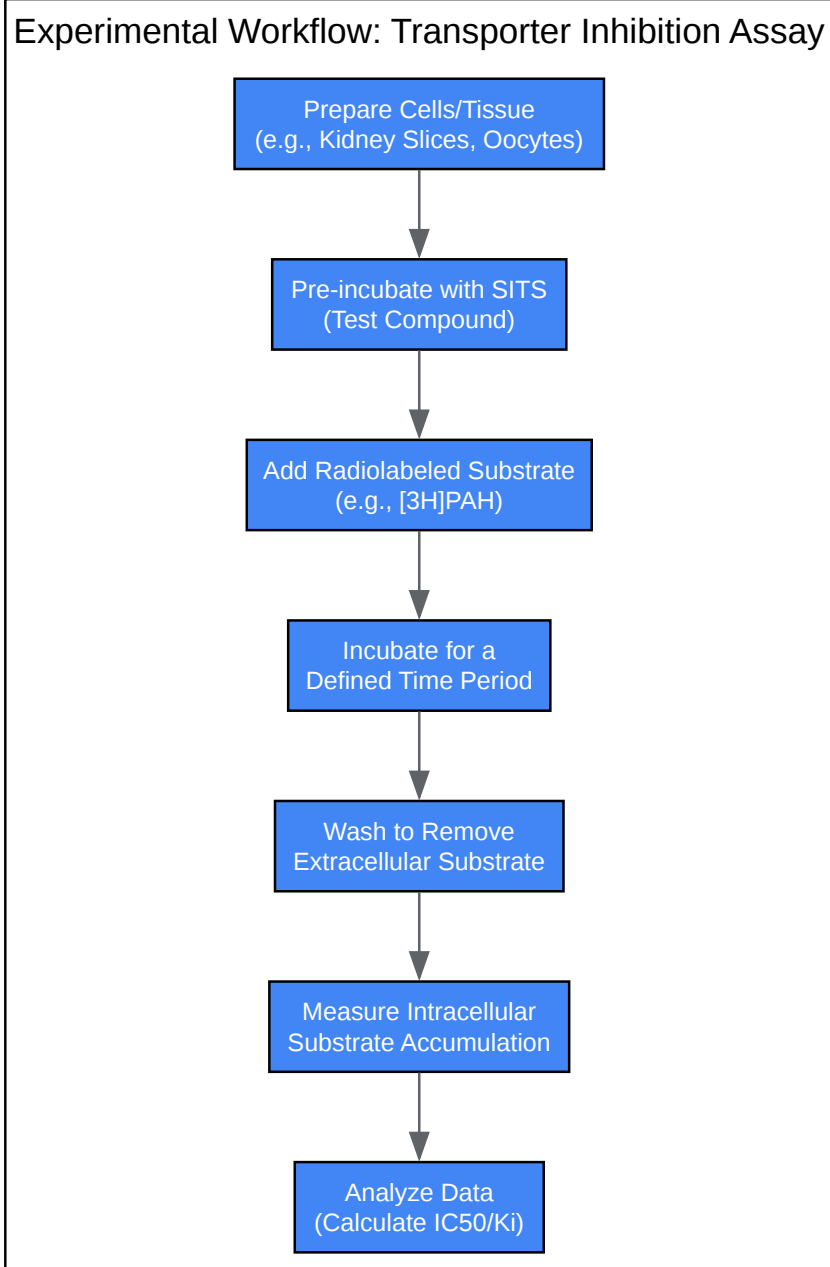 Experimental Workflow: Transporter Inhibition Assay
Prepare Cells/Tissue
(e.g., Kidney Slices, Oocytes)
Pre-incubate with SITS
(Test Compound)
Add Radiolabeled Substrate
(e.g., [3H]PAH)
Incubate for a
Defined Time Period
Wash to Remove
Extracellular Substrate
Measure Intracellular
Substrate Accumulation
Analyze Data
(Calculate IC50/Ki)